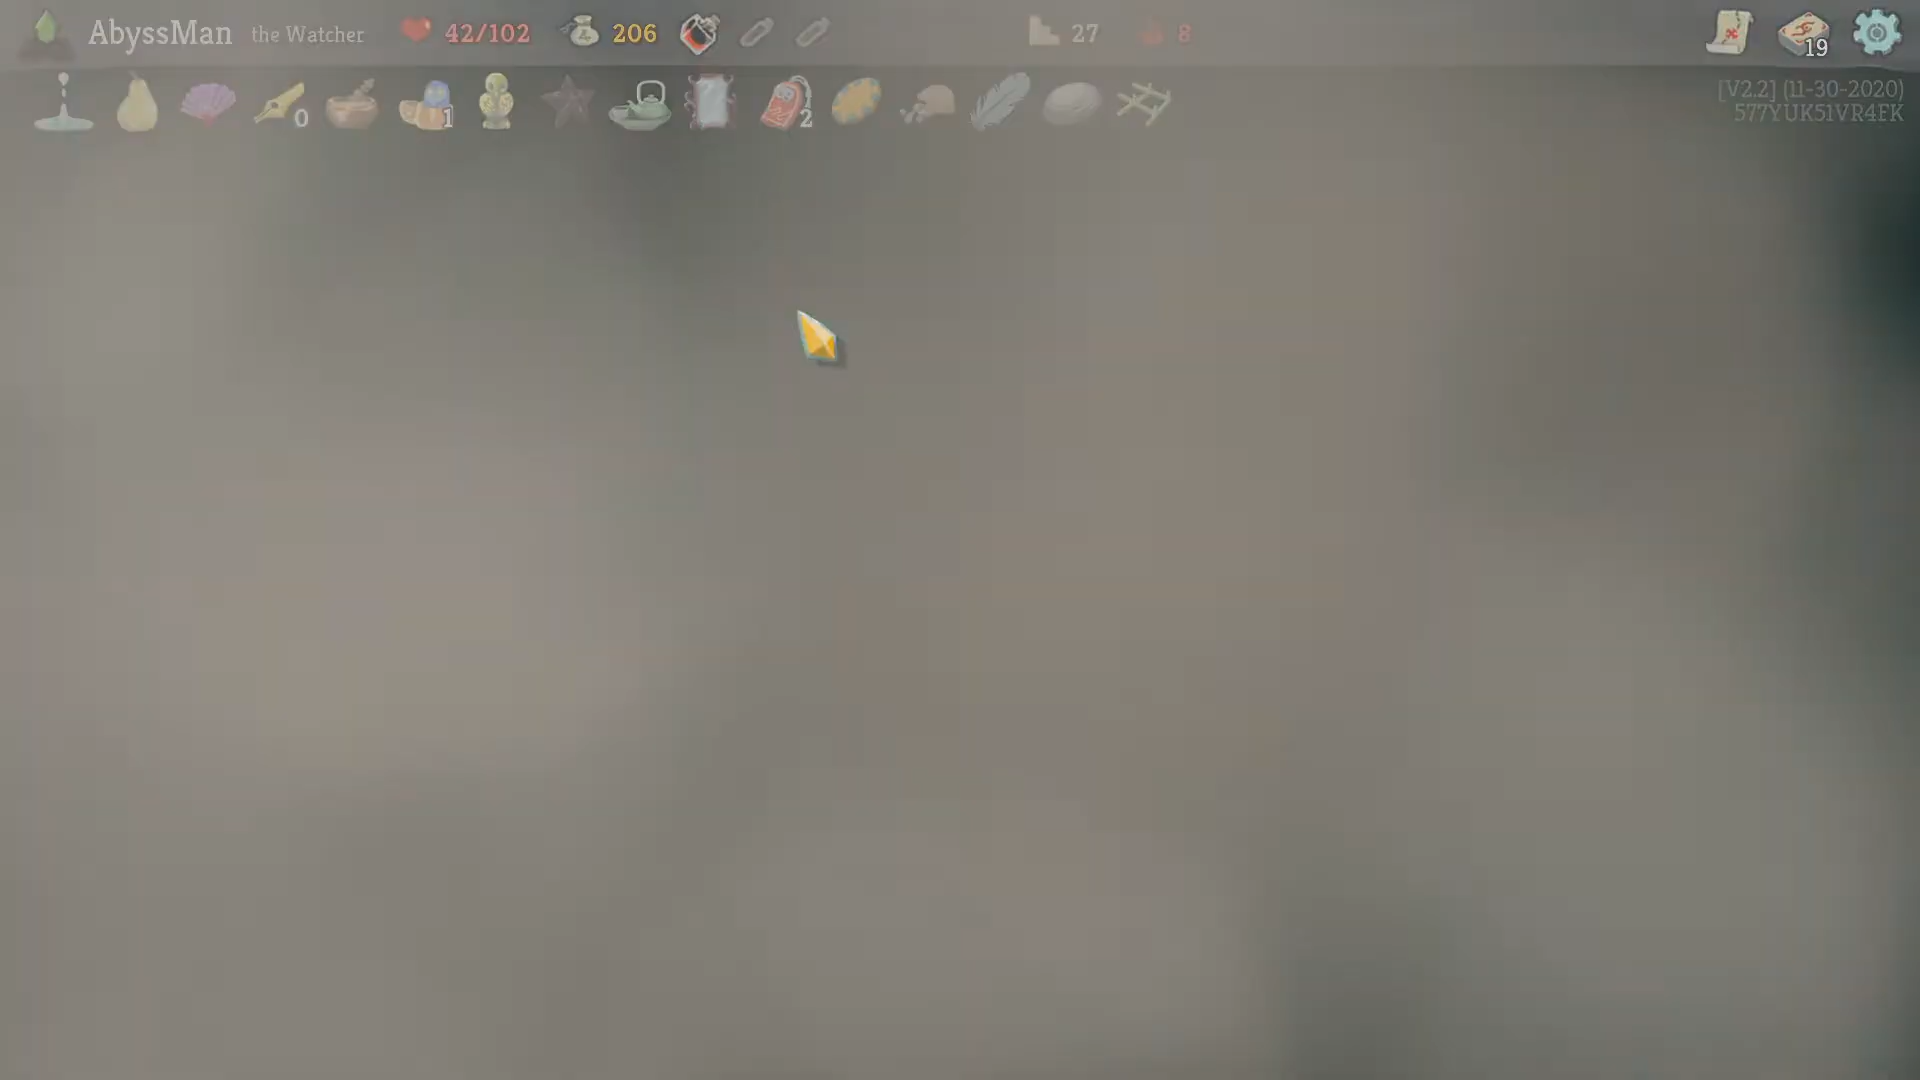 AbyssMan the Watcher 42/102 206 27 8 19
0 1 2
[V2.2] (11-30-2020)
577YUK51VR4FK